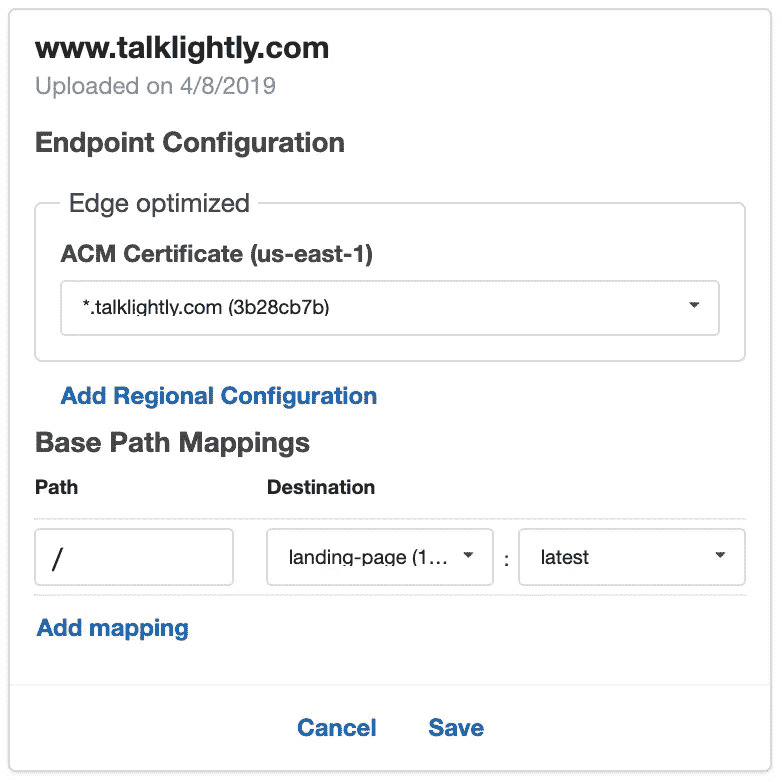 www.talklightly.com
Uploaded on 4/8/2019
Endpoint Configuration
Edge optimized
ACM Certificate (us-east-1)
*.talklightly.com (3b28cb7b)
Add Regional Configuration
Base Path Mappings
Path Destination
/ landing-page (1... : latest
Add mapping
Cancel Save